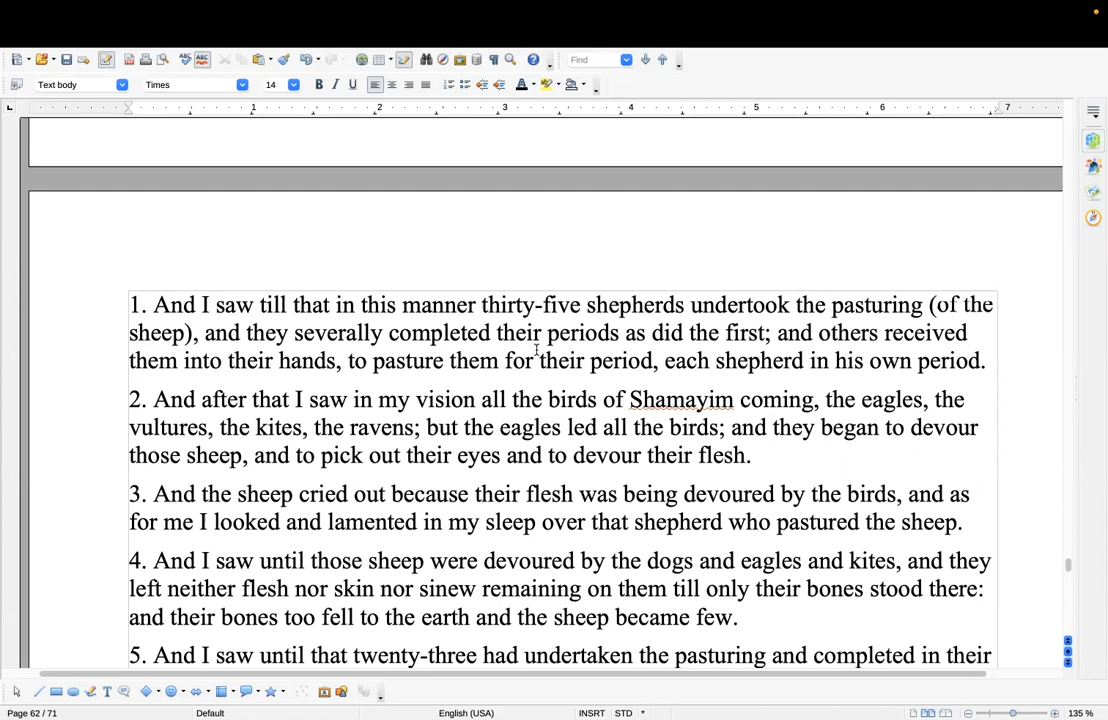 Text body
Times
14
Find
1 2 3 4 5 6 7
1. And I saw till that in this manner thirty-five shepherds undertook the pasturing (of the
sheep), and they severally completed their periods as did the first; and others received
them into their hands, to pasture them for their period, each shepherd in his own period.
2. And after that I saw in my vision all the birds of Shamayim coming, the eagles, the
vultures, the kites, the ravens; but the eagles led all the birds; and they began to devour
those sheep, and to pick out their eyes and to devour their flesh.
3. And the sheep cried out because their flesh was being devoured by the birds, and as
for me I looked and lamented in my sleep over that shepherd who pastured the sheep.
4. And I saw until those sheep were devoured by the dogs and eagles and kites, and they
left neither flesh nor skin nor sinew remaining on them till only their bones stood there:
and their bones too fell to the earth and the sheep became few.
5. And I saw until that twenty-three had undertaken the pasturing and completed in their
Page 62 / 71
Default
English (USA)
INSRT
STD
*
135 %